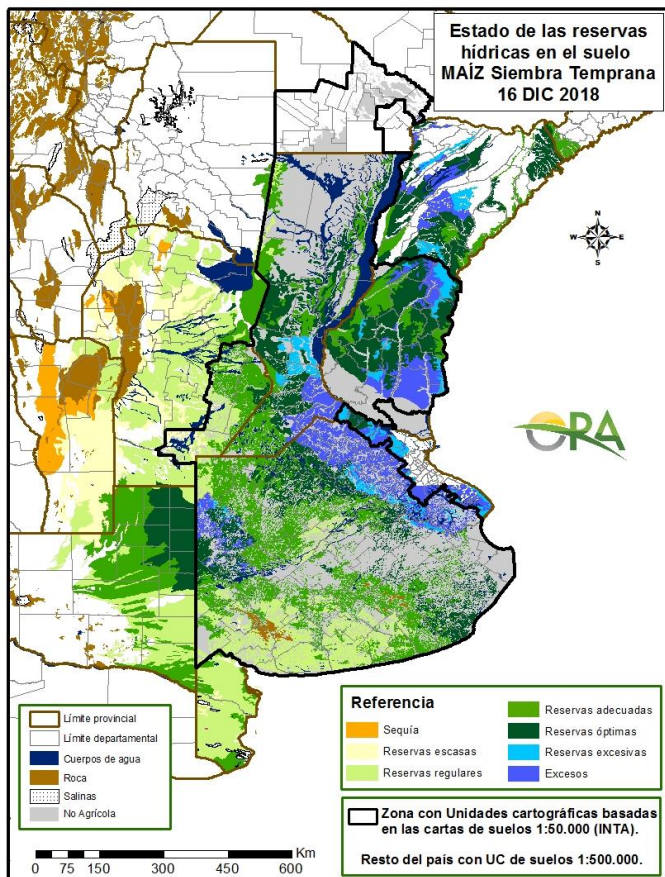 Estado de las reservas
hídricas en el suelo
MAÍZ Siembra Temprana
16 DIC 2018
N
W E
S
ORA
Límite provincial
Límite departamental
Cuerpos de agua
Roca
Salinas
No Agrícola
Referencia
Sequía
Reservas escasas
Reservas regulares
Reservas adecuadas
Reservas óptimas
Reservas excesivas
Excesos
Zona con Unidades cartográficas basadas
en las cartas de suelos 1:50.000 (INTA).
Resto del país con UC de suelos 1:500.000.
Km
0 75 150 300 450 600